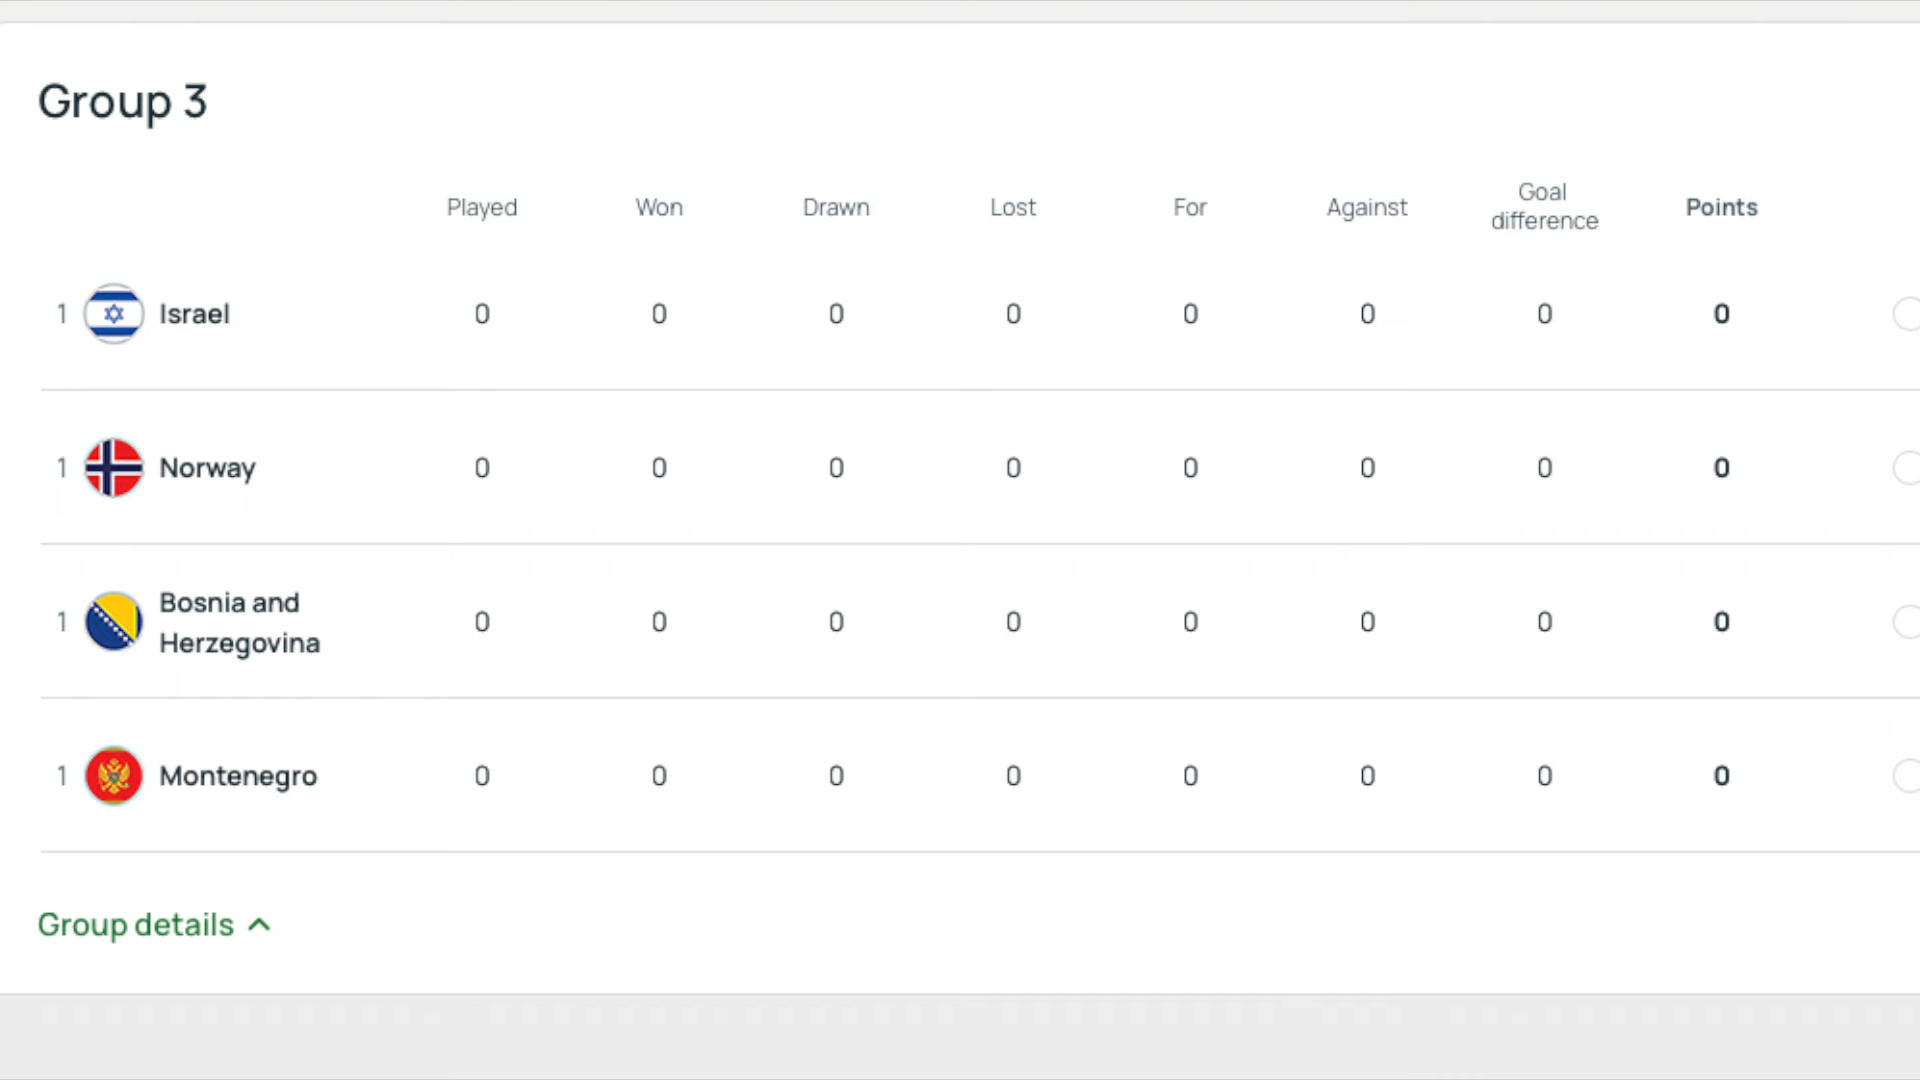 Group 3
Played Won Drawn Lost For Against Goal difference Points
1 Israel 0 0 0 0 0 0 0 0
1 Norway 0 0 0 0 0 0 0 0
1 Bosnia and
Herzegovina 0 0 0 0 0 0 0 0
1 Montenegro 0 0 0 0 0 0 0 0
Group details